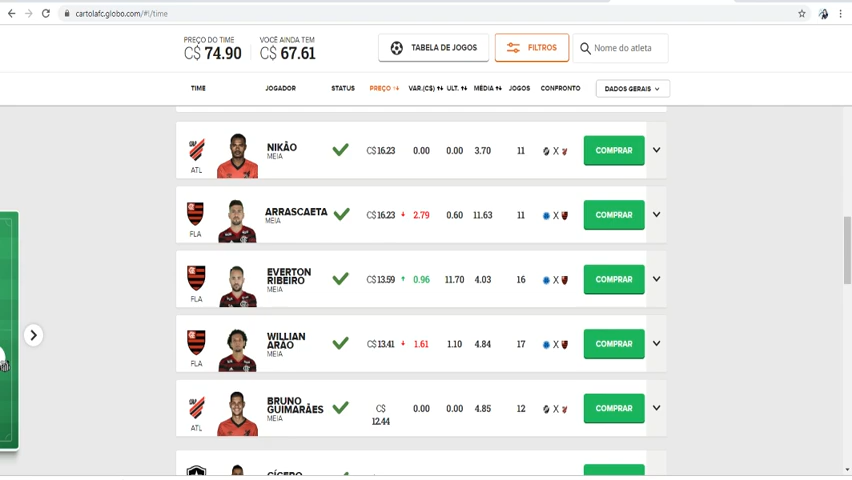 cartolafc.globo.com/#!/time
PREÇO DO TIME
C$ 74.90
VOCÊ AINDA TEM
C$ 67.61
TABELA DE JOGOS
FILTROS
Nome do atleta
TIME JOGADOR STATUS PREÇO VAR.(C$) ULT. MÉDIA JOGOS CONFRONTO DADOS GERAIS
NIKÃO
MEIA
ATL
C$ 16.23 0.00 0.00 3.70 11 X COMPRAR
ARRASCAETA
MEIA
FLA
C$ 16.23 2.79 0.60 11.63 11 X COMPRAR
EVERTON
RIBEIRO
MEIA
FLA
C$ 13.59 0.96 11.70 4.03 16 X COMPRAR
WILLIAN
ARÃO
MEIA
FLA
C$ 13.41 1.61 1.10 4.84 17 X COMPRAR
BRUNO
GUIMARÃES
MEIA
ATL
C$
12.44
0.00 0.00 4.85 12 X COMPRAR
CÍCERO